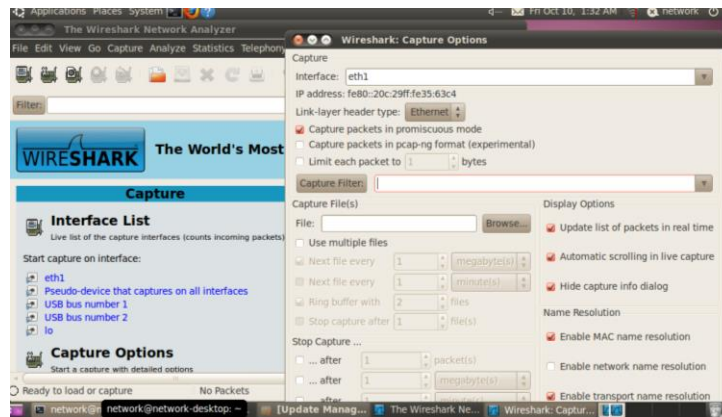 Applications Places System
Fri Oct 10, 1:32 AM
network
The Wireshark Network Analyzer
File Edit View Go Capture Analyze Statistics Telephony
Filter:
WIRESHARK
The World's Most
Capture
Interface List
Live list of the capture interfaces (counts incoming packets)
Start capture on interface:
eth1
Pseudo-device that captures on all interfaces
USB bus number 1
USB bus number 2
lo
Capture Options
Start a capture with detailed options
Ready to load or capture
No Packets
Wireshark: Capture Options
Capture
Interface: eth1
IP address: fe80::20c:29ff:fe35:63c4
Link-layer header type: Ethernet
Capture packets in promiscuous mode
Capture packets in pcap-ng format (experimental)
Limit each packet to 1 bytes
Capture Filter:
Capture File(s)
File: Browse...
Use multiple files
Next file every 1 megabyte(s)
Next file every 1 minute(s)
Ring buffer with 2 files
Stop capture after 1 file(s)
Stop Capture ...
... after 1 packet(s)
... after 1 megabyte(s)
... after
Display Options
Update list of packets in real time
Automatic scrolling in live capture
Hide capture info dialog
Name Resolution
Enable MAC name resolution
Enable network name resolution
Enable transport name resolution
network@n
network@network-desktop: ~
[Update Manag...
The Wireshark Ne...
Wireshark: Captur...